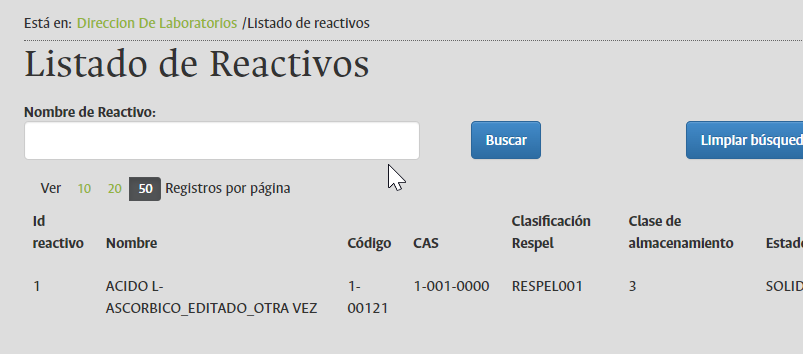 Está en: Direccion De Laboratorios /Listado de reactivos
Listado de Reactivos
Nombre de Reactivo:
Buscar Limpiar búsqued
Ver 10 20 50 Registros por página
Id reactivo Nombre Código CAS Clasificación Respel Clase de almacenamiento Estado
1 ACIDO L-ASCORBICO_EDITADO_OTRA VEZ 1-00121 1-001-0000 RESPEL001 3 SOLID